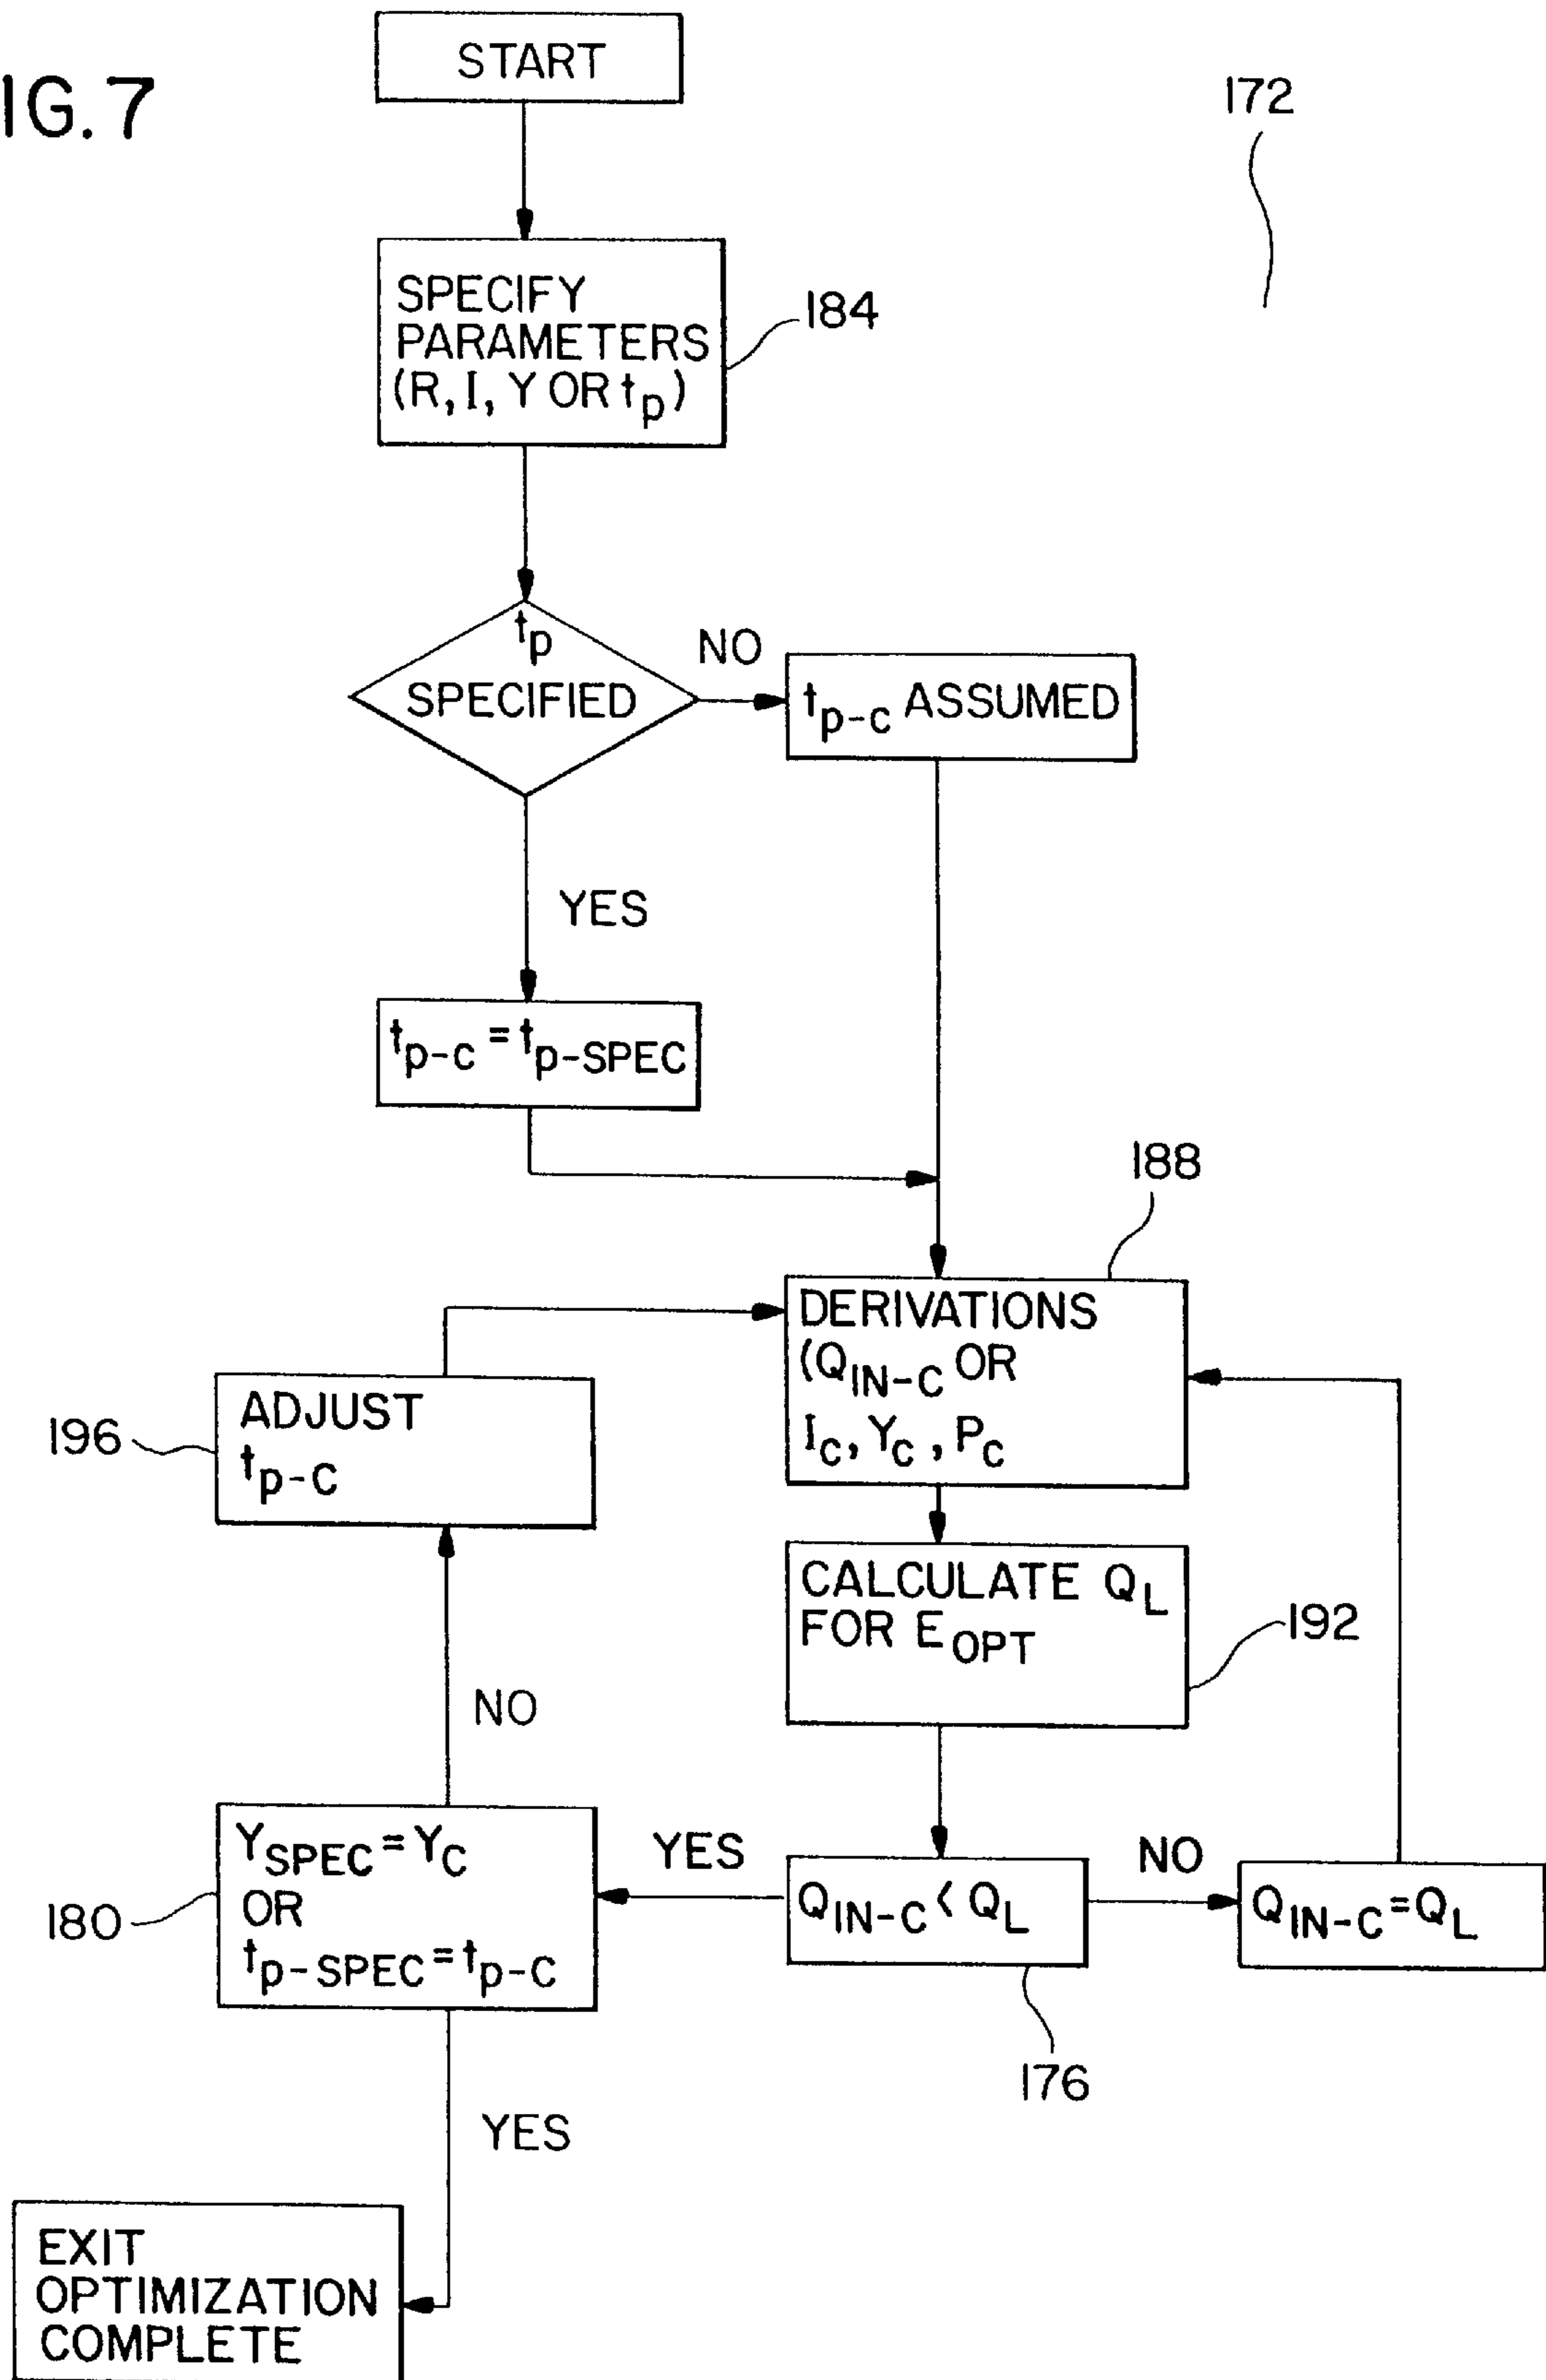 IG. 7
START
172
SPECIFY
PARAMETERS
(R, I, Y OR tp)
184
tp
SPECIFIED
NO
tp-c ASSUMED
YES
tp-c = tp-SPEC
188
DERIVATIONS
(QIN-C OR
IC, YC, PC
ADJUST
tp-C
196
CALCULATE QL
FOR EOPT
192
NO
YSPEC = YC
OR
tp-SPEC = tp-C
180
YES
QIN-C < QL
NO
QIN-C = QL
176
YES
EXIT
OPTIMIZATION
COMPLETE